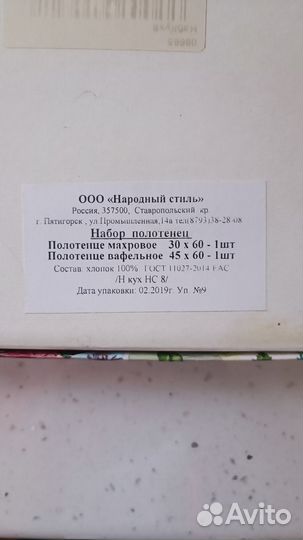 08665
ООО «Народный стиль»
Россия, 357500, Ставропольский кр.
г. Пятигорск , ул.Промышленная,14а тел(8793)38-28-08
Набор полотенец
Полотенце махровое 30 х 60 - 1шт
Полотенце вафельное 45 х 60 - 1шт
Состав: хлопок 100% ГОСТ 11027-2014 ЕАС
/Н кух НС 8/
Дата упаковки: 02.2019г. Уп. №9
Avito